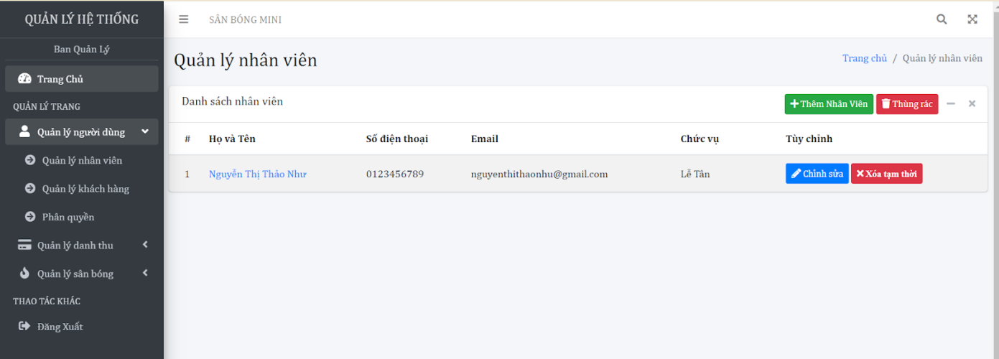 QUẢN LÝ HỆ THỐNG
Ban Quản Lý
Trang Chủ
QUẢN LÝ TRANG
Quản lý người dùng
Quản lý nhân viên
Quản lý khách hàng
Phân quyền
Quản lý danh thu
Quản lý sân bóng
THAO TÁC KHÁC
Đăng Xuất
SÂN BÓNG MINI
Quản lý nhân viên
Trang chủ / Quản lý nhân viên
Danh sách nhân viên
Thêm Nhân Viên Thùng rác
# Họ và Tên Số điện thoại Email Chức vụ Tùy chỉnh
1 Nguyễn Thị Thảo Như 0123456789 nguyenthithaonhu@gmail.com Lễ Tân Chỉnh sửa Xóa tạm thời